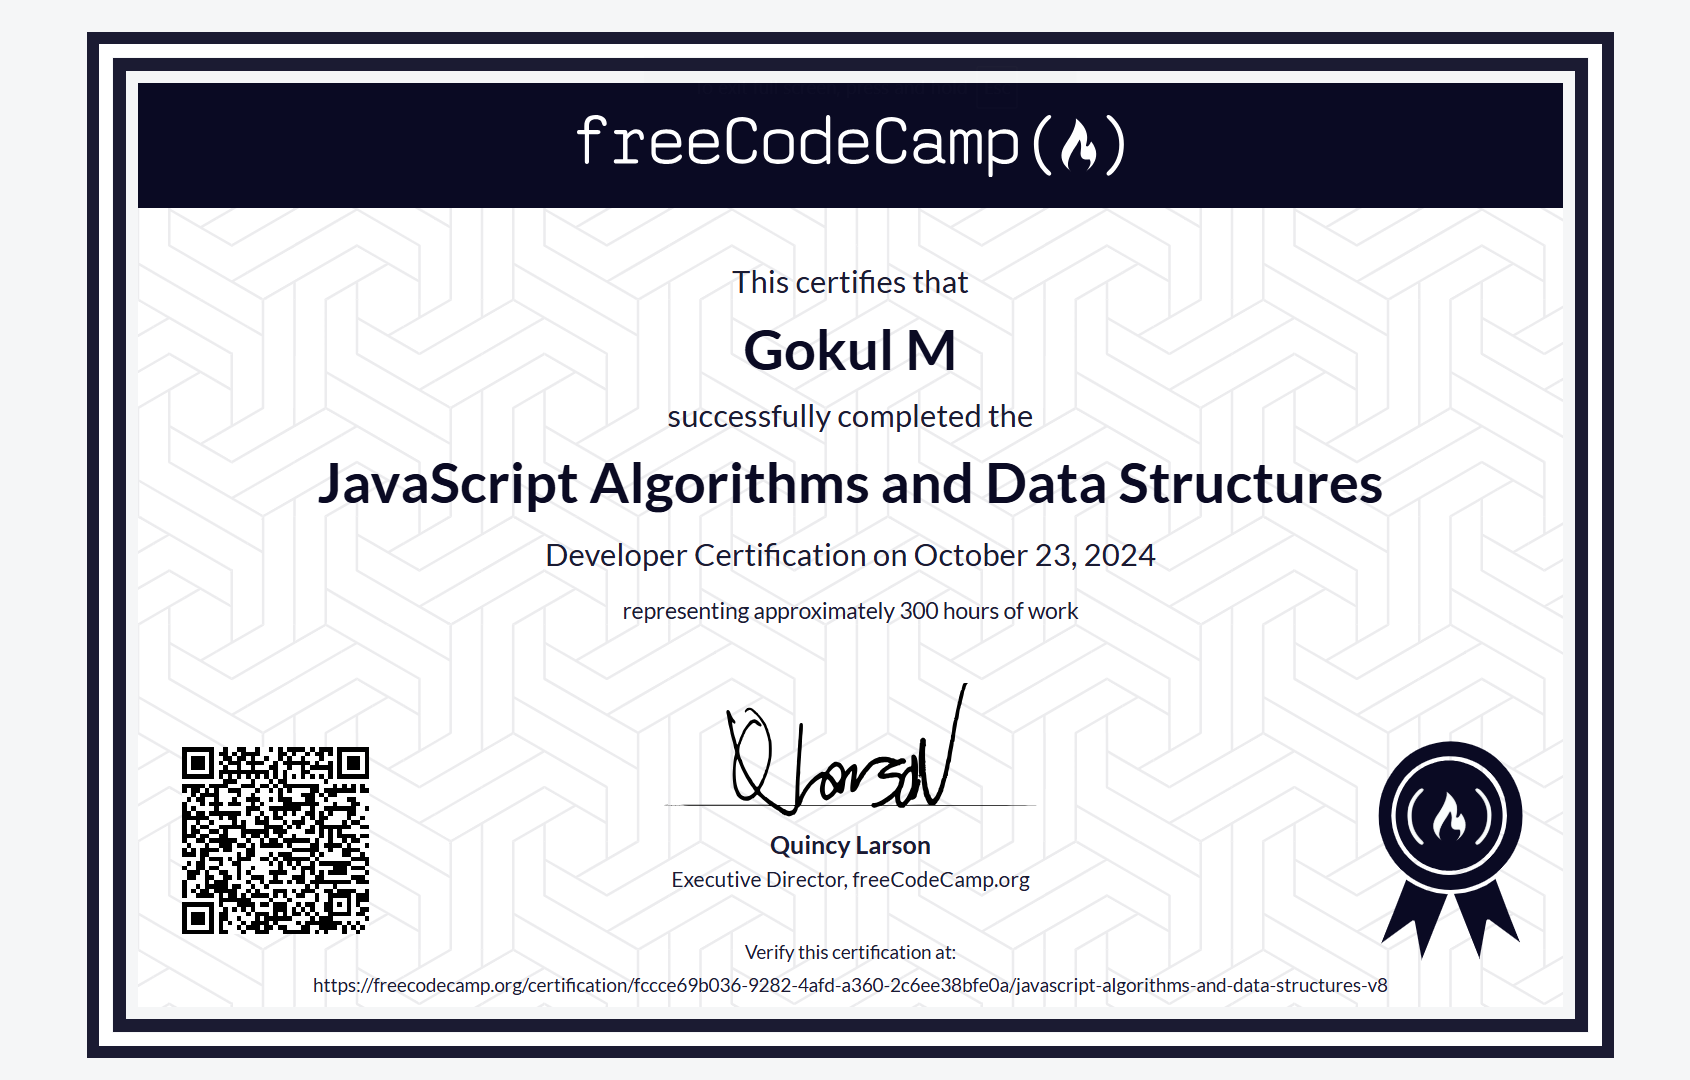 freeCodeCamp(🔥)
This certifies that
Gokul M
successfully completed the
JavaScript Algorithms and Data Structures
Developer Certification on October 23, 2024
representing approximately 300 hours of work
Quincy Larson
Executive Director, freeCodeCamp.org
Verify this certification at:
https://freecodecamp.org/certification/fccce69b036-9282-4afd-a360-2c6ee38bfe0a/javascript-algorithms-and-data-structures-v8